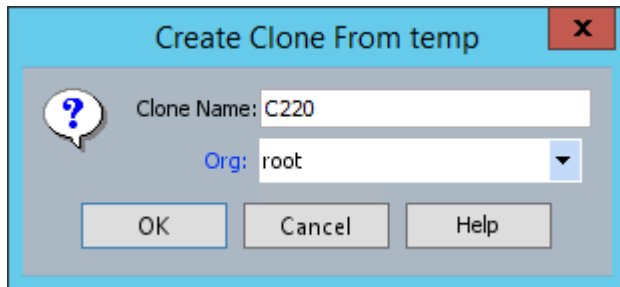 Create Clone From temp
x
?
Clone Name: C220
Org: root
OK Cancel Help